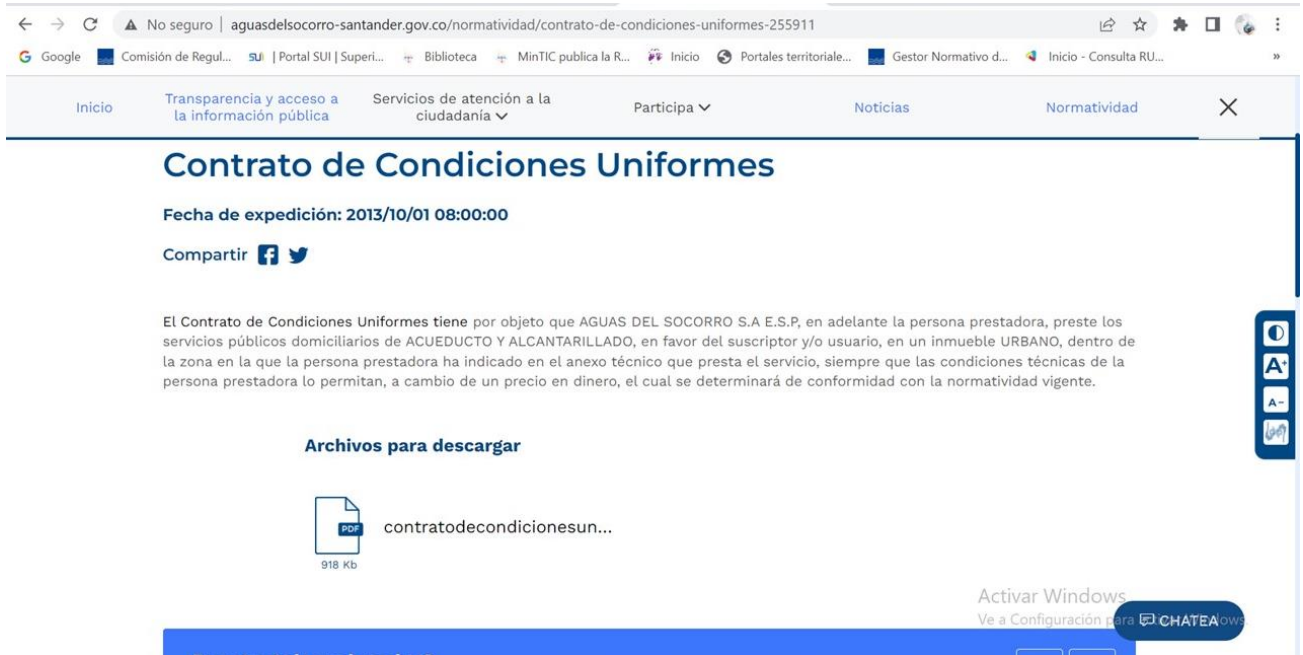 No seguro | aguasdelsocorro-santander.gov.co/normatividad/contrato-de-condiciones-uniformes-255911
Google Comisión de Regul... SUI | Portal SUI | Superi... Biblioteca MinTIC publica la R... Inicio Portales territoriale... Gestor Normativo d... Inicio - Consulta RU... »
Inicio
Transparencia y acceso a
la información pública
Servicios de atención a la
ciudadanía
Participa
Noticias
Normatividad
Contrato de Condiciones Uniformes
Fecha de expedición: 2013/10/01 08:00:00
Compartir
El Contrato de Condiciones Uniformes tiene por objeto que AGUAS DEL SOCORRO S.A E.S.P, en adelante la persona prestadora, preste los
servicios públicos domiciliarios de ACUEDUCTO Y ALCANTARILLADO, en favor del suscriptor y/o usuario, en un inmueble URBANO, dentro de
la zona en la que la persona prestadora ha indicado en el anexo técnico que presta el servicio, siempre que las condiciones técnicas de la
persona prestadora lo permitan, a cambio de un precio en dinero, el cual se determinará de conformidad con la normatividad vigente.
A+
A-
Archivos para descargar
PDF
contratodecondicionesun...
918 Kb
Activar Windows
Ve a Configuración para
CHATEA